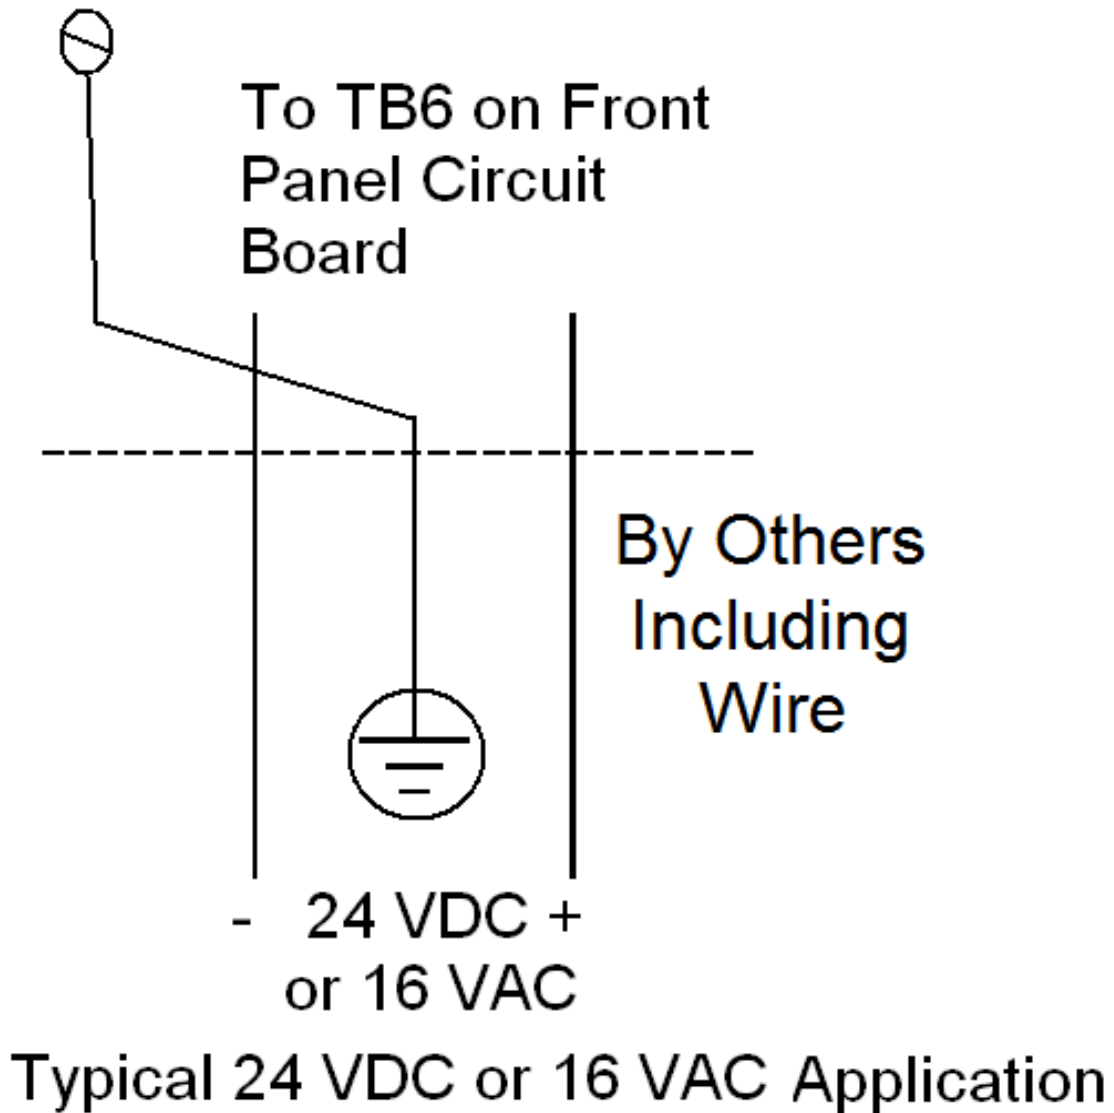 To TB6 on Front
Panel Circuit
Board
By Others
Including
Wire
- 24 VDC +
or 16 VAC
Typical 24 VDC or 16 VAC Application